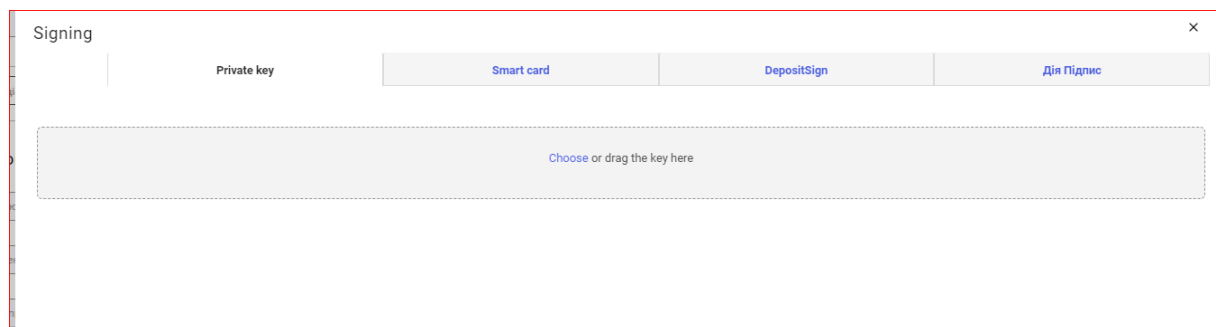 Signing
×
Private key Smart card DepositSign Дія Підпис
Choose or drag the key here